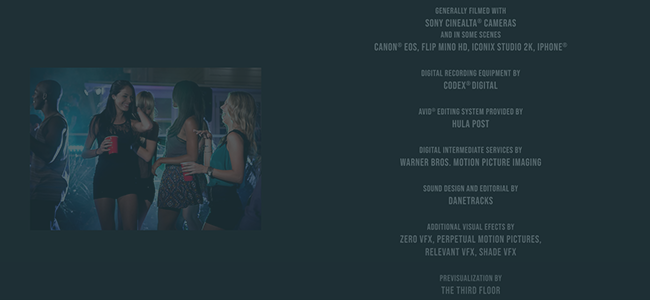 GENERALLY FILMED WITH
SONY CINEALTA® CAMERAS
AND IN SOME SCENES
CANON® EOS, FLIP MINO HD, ICONIX STUDIO 2K, IPHONE®
DIGITAL RECORDING EQUIPMENT BY
CODEX® DIGITAL
AVID® EDITING SYSTEM PROVIDED BY
HULA POST
DIGITAL INTERMEDIATE SERVICES BY
WARNER BROS. MOTION PICTURE IMAGING
SOUND DESIGN AND EDITORIAL BY
DANETRACKS
ADDITIONAL VISUAL EFECTS BY
ZERO VFX, PERPETUAL MOTION PICTURES,
RELEVANT VFX, SHADE VFX
PREVISUALIZATION BY
THE THIRD FLOOR